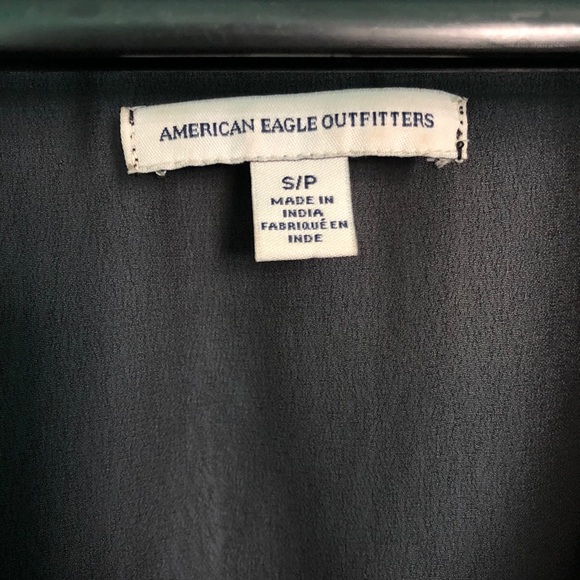 AMERICAN EAGLE OUTFITTERS
S/P
MADE IN
INDIA
FABRIQUÉ EN
INDE